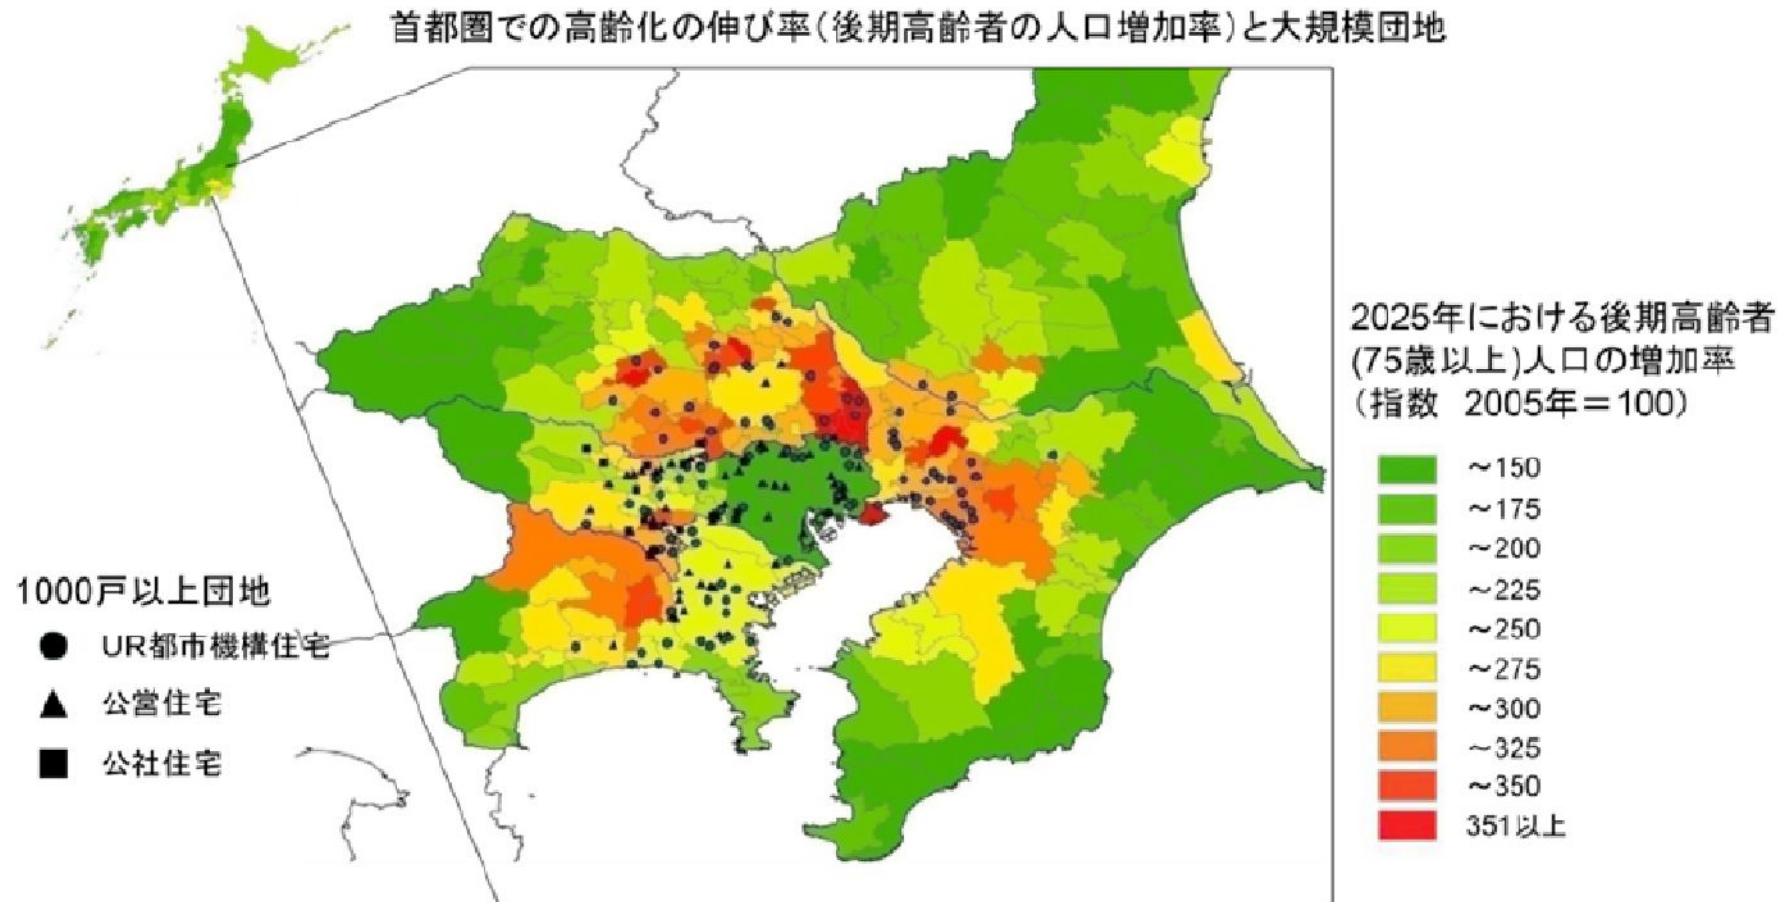 首都圏での高齢化の伸び率(後期高齢者の人口増加率)と大規模団地
2025年における後期高齢者
(75歳以上)人口の増加率
(指数 2005年=100)
~150
~175
~200
~225
~250
~275
~300
~325
~350
351以上
1000戸以上団地
UR都市機構住宅
公営住宅
公社住宅